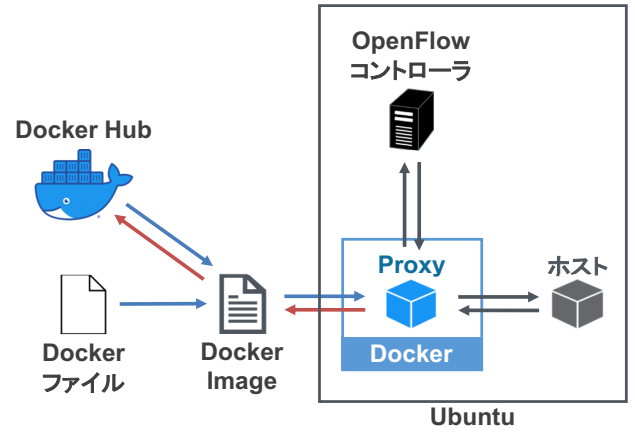 OpenFlow
コントローラ
Docker Hub
Proxy
ホスト
Docker
ファイル
Docker
Image
Docker
Ubuntu